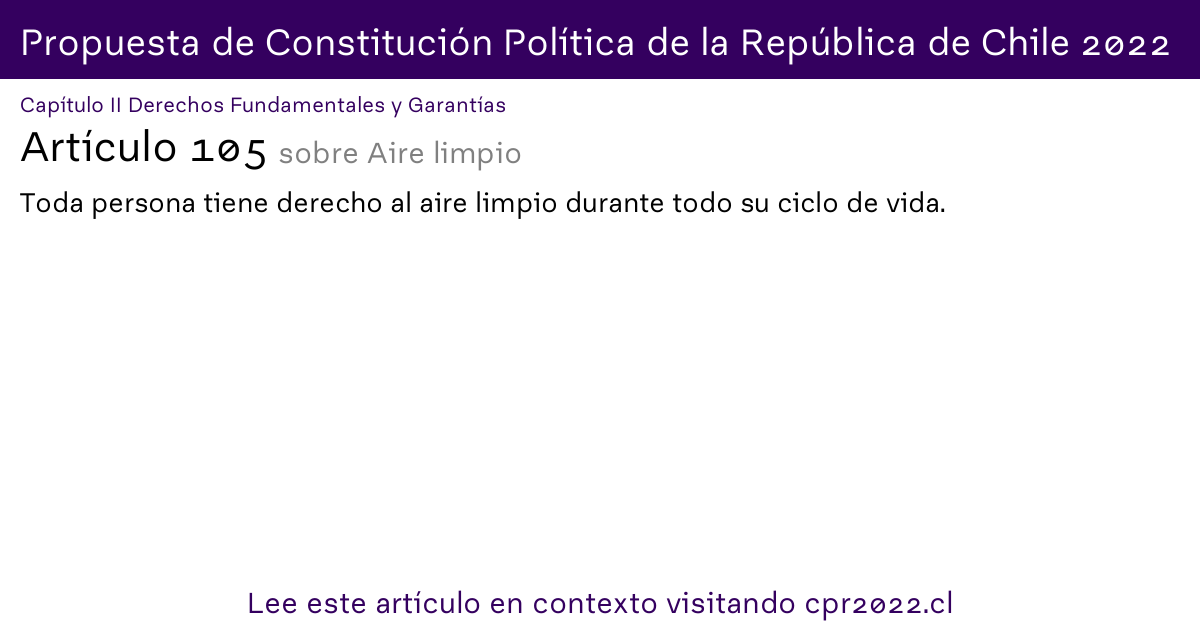 Propuesta de Constitución Política de la República de Chile 2022
Capítulo II Derechos Fundamentales y Garantías
Artículo 105 sobre Aire limpio
Toda persona tiene derecho al aire limpio durante todo su ciclo de vida.
Lee este artículo en contexto visitando cpr2022.cl